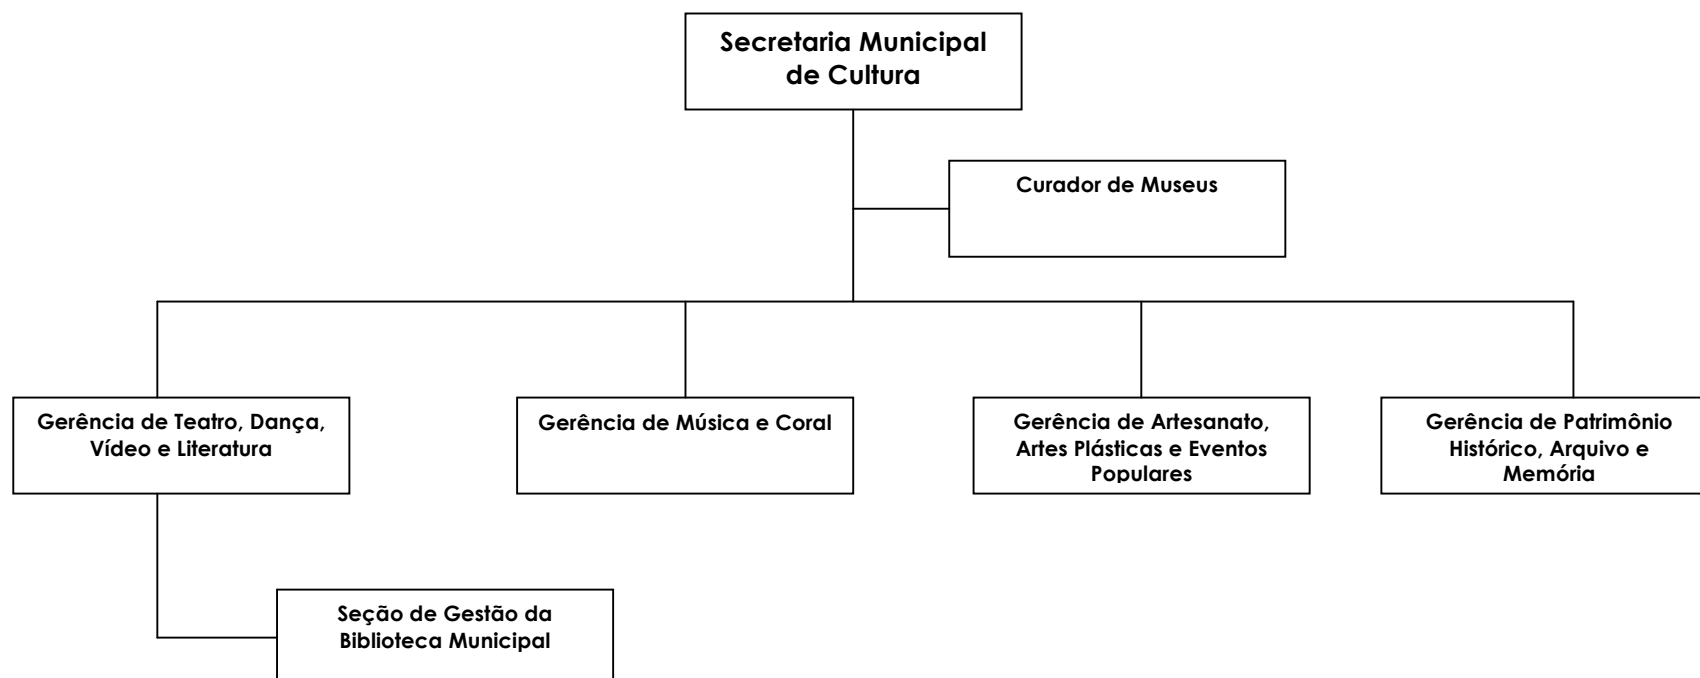 Secretaria Municipal
de Cultura
Curador de Museus
Gerência de Teatro, Dança,
Vídeo e Literatura
Gerência de Música e Coral
Gerência de Artesanato,
Artes Plásticas e Eventos
Populares
Gerência de Patrimônio
Histórico, Arquivo e
Memória
Seção de Gestão da
Biblioteca Municipal